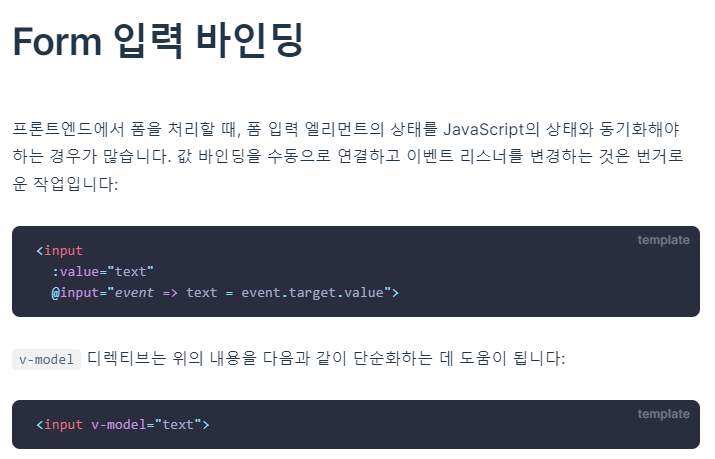 Form 입력 바인딩
프론트엔드에서 폼을 처리할 때, 폼 입력 엘리먼트의 상태를 JavaScript의 상태와 동기화해야
하는 경우가 많습니다. 값 바인딩을 수동으로 연결하고 이벤트 리스너를 변경하는 것은 번거로
운 작업입니다:
template
<input
  :value="text"
  @input="event => text = event.target.value">
v-model 디렉티브는 위의 내용을 다음과 같이 단순화하는 데 도움이 됩니다:
template
<input v-model="text">